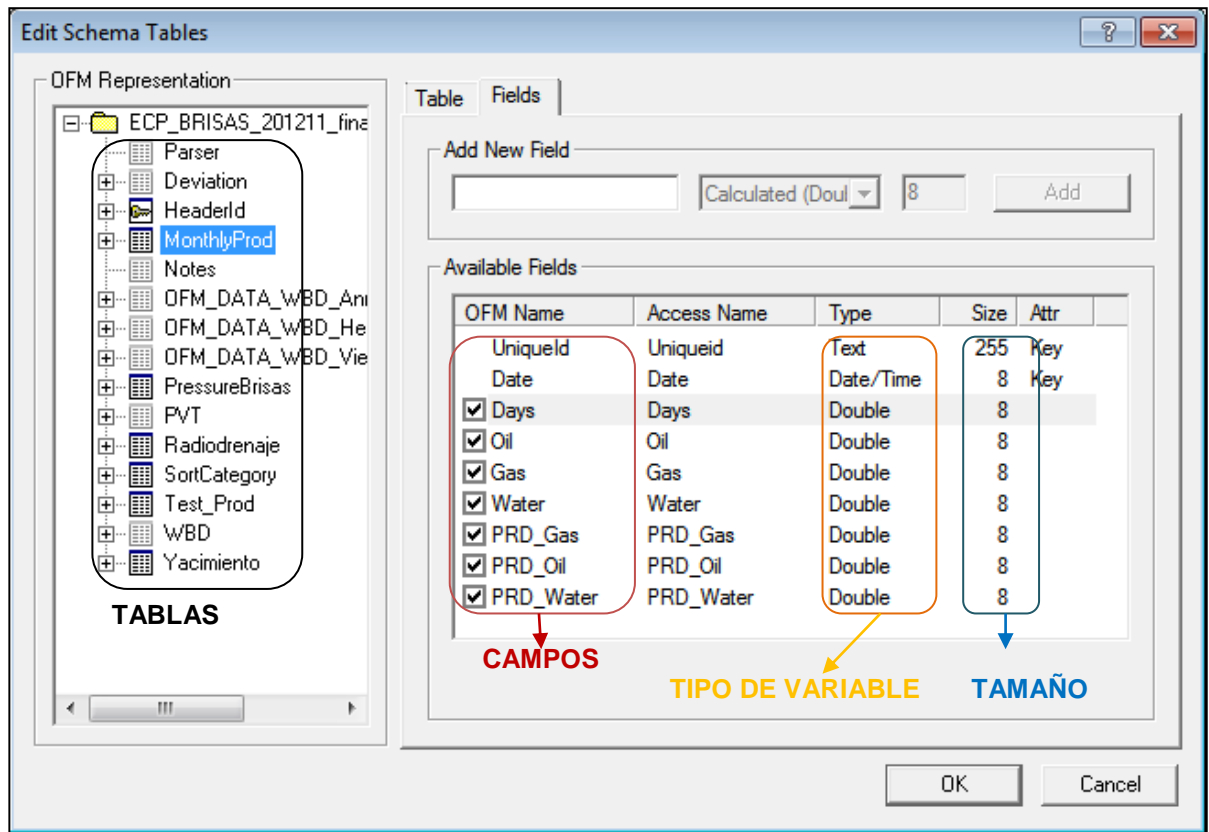 Edit Schema Tables
OFM Representation
ECP_BRISAS_201211_fina
Parser
Deviation
HeaderId
MonthlyProd
Notes
OFM_DATA_WBD_Ann
OFM_DATA_WBD_He
OFM_DATA_WBD_Vie
PressureBrisas
PVT
Radiodrenaje
SortCategory
Test_Prod
WBD
Yacimiento
TABLAS
Table Fields
Add New Field
Calculated (Doul 8 Add
Available Fields
OFM Name Access Name Type Size Attr
UniqueId Uniqueid Text 255 Key
Date Date Date/Time 8 Key
Days Days Double 8
Oil Oil Double 8
Gas Gas Double 8
Water Water Double 8
PRD_Gas PRD_Gas Double 8
PRD_Oil PRD_Oil Double 8
PRD_Water PRD_Water Double 8
CAMPOS
TIPO DE VARIABLE TAMAÑO
OK Cancel